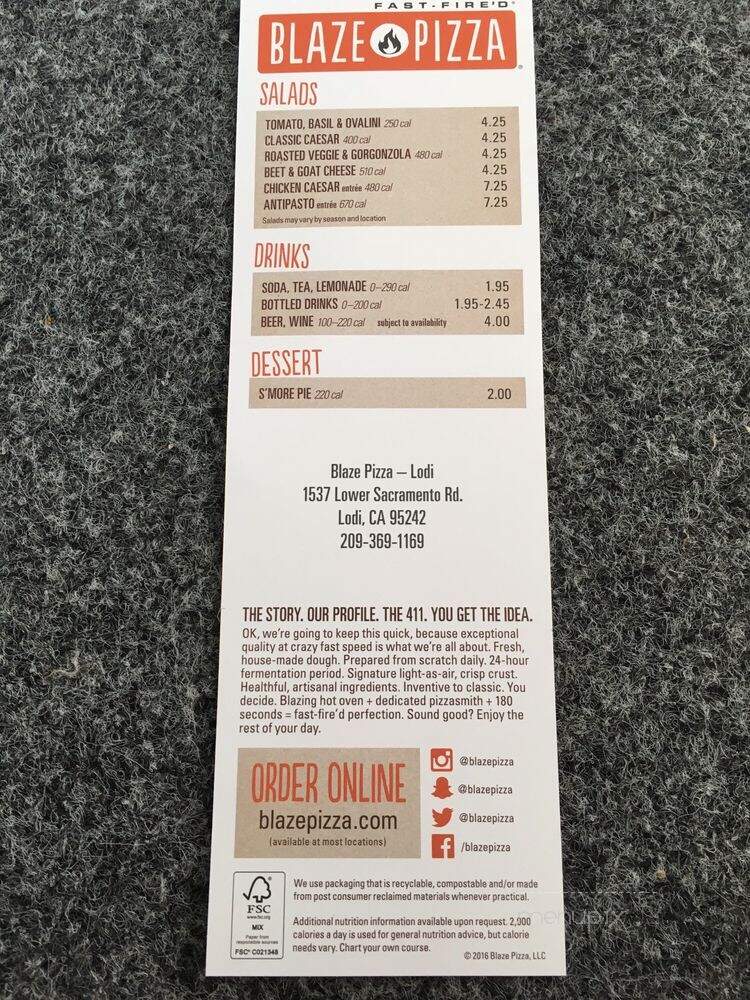 FAST-FIRE'D®
BLAZE PIZZA®
SALADS
TOMATO, BASIL & OVALINI 250 cal 4.25
CLASSIC CAESAR 400 cal 4.25
ROASTED VEGGIE & GORGONZOLA 480 cal 4.25
BEET & GOAT CHEESE 510 cal 4.25
CHICKEN CAESAR entrée 480 cal 7.25
ANTIPASTO entrée 670 cal 7.25
Salads may vary by season and location
DRINKS
SODA, TEA, LEMONADE 0–290 cal 1.95
BOTTLED DRINKS 0–200 cal 1.95-2.45
BEER, WINE 100–220 cal subject to availability 4.00
DESSERT
S'MORE PIE 220 cal 2.00
Blaze Pizza – Lodi
1537 Lower Sacramento Rd.
Lodi, CA 95242
209-369-1169
THE STORY. OUR PROFILE. THE 411. YOU GET THE IDEA.
OK, we're going to keep this quick, because exceptional
quality at crazy fast speed is what we're all about. Fresh,
house-made dough. Prepared from scratch daily. 24-hour
fermentation period. Signature light-as-air, crisp crust.
Healthful, artisanal ingredients. Inventive to classic. You
decide. Blazing hot oven + dedicated pizzasmith + 180
seconds = fast-fire'd perfection. Sound good? Enjoy the
rest of your day.
ORDER ONLINE
blazepizza.com
(available at most locations)
@blazepizza
@blazepizza
@blazepizza
/blazepizza
FSC
www.fsc.org
MIX
Paper from
responsible sources
FSC® C021348
We use packaging that is recyclable, compostable and/or made
from post consumer reclaimed materials whenever practical.
Additional nutrition information available upon request. 2,000
calories a day is used for general nutrition advice, but calorie
needs vary. Chart your own course.
© 2016 Blaze Pizza, LLC